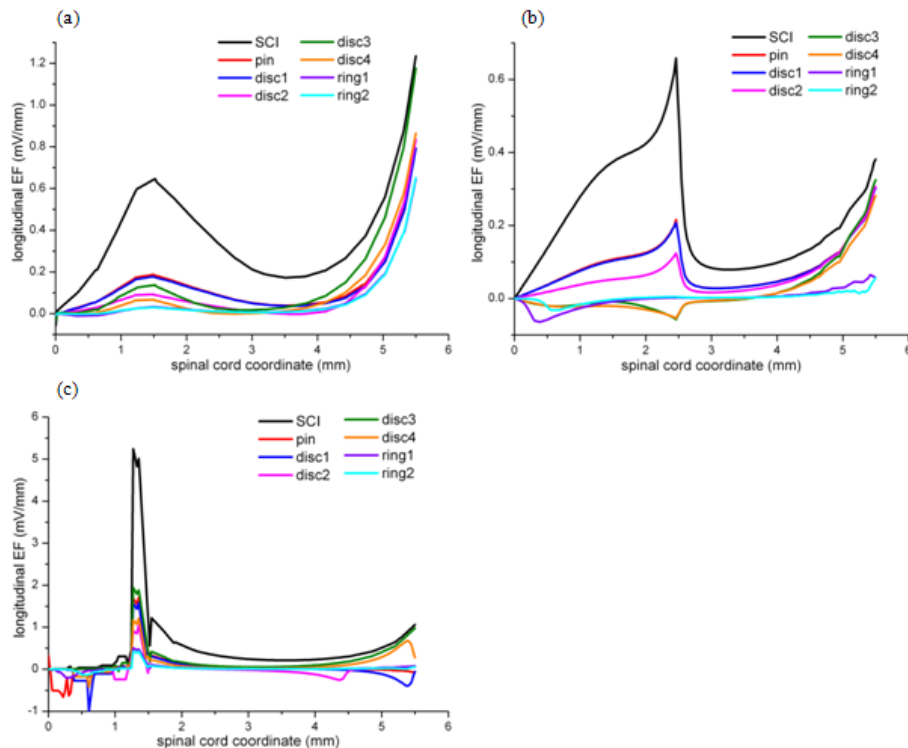 (a)
longitudinal EF (mV/mm)
1.2
1.0
0.8
0.6
0.4
0.2
0.0
SCI
pin
disc1
disc2
disc3
disc4
ring1
ring2
0 1 2 3 4 5 6
spinal cord coordinate (mm)
(b)
longitudinal EF (mV/mm)
0.6
0.4
0.2
0.0
SCI
pin
disc1
disc2
disc3
disc4
ring1
ring2
0 1 2 3 4 5 6
spinal cord coordinate (mm)
(c)
longitudinal EF (mV/mm)
6
5
4
3
2
1
0
-1
SCI
pin
disc1
disc2
disc3
disc4
ring1
ring2
0 1 2 3 4 5 6
spinal cord coordinate (mm)